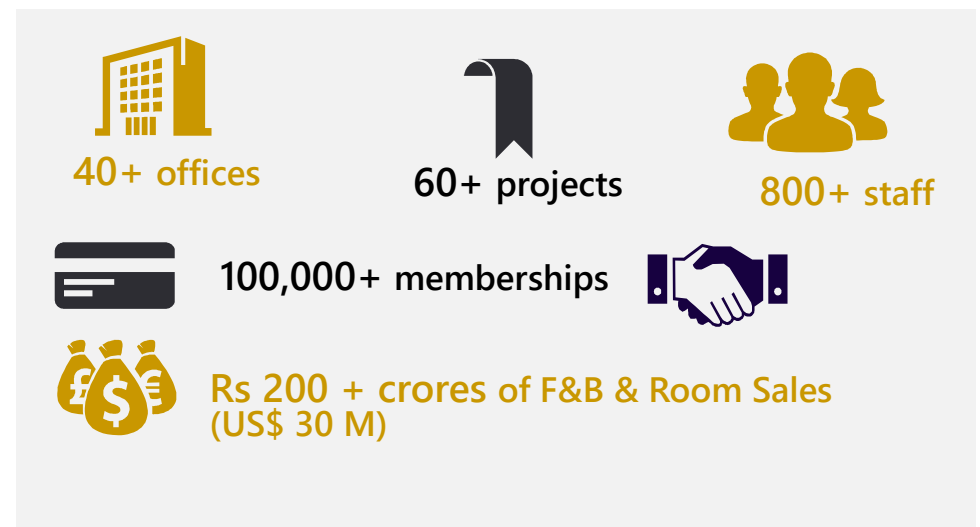 40+ offices
60+ projects
800+ staff
100,000+ memberships
£ $ €
Rs 200 + crores of F&B & Room Sales
(US$ 30 M)